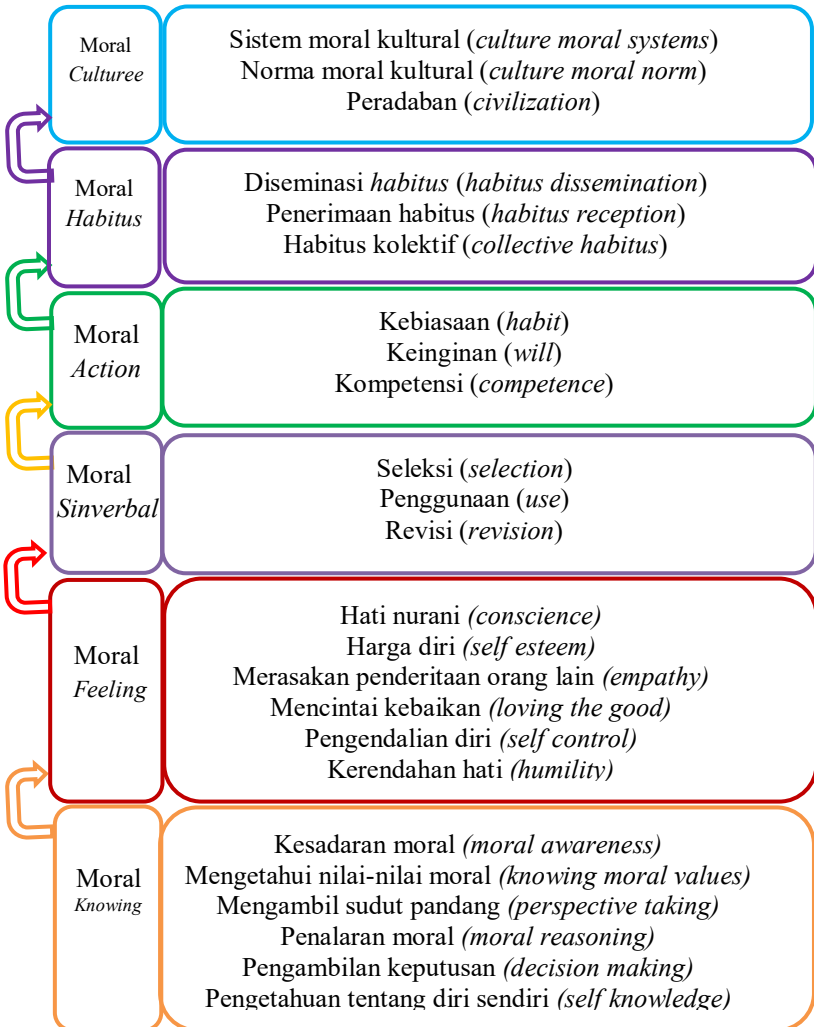 Moral
Culturee
Sistem moral kultural (culture moral systems)
Norma moral kultural (culture moral norm)
Peradaban (civilization)
Moral
Habitus
Diseminasi habitus (habitus dissemination)
Penerimaan habitus (habitus reception)
Habitus kolektif (collective habitus)
Moral
Action
Kebiasaan (habit)
Keinginan (will)
Kompetensi (competence)
Moral
Sinverbal
Seleksi (selection)
Penggunaan (use)
Revisi (revision)
Moral
Feeling
Hati nurani (conscience)
Harga diri (self esteem)
Merasakan penderitaan orang lain (empathy)
Mencintai kebaikan (loving the good)
Pengendalian diri (self control)
Kerendahan hati (humility)
Moral
Knowing
Kesadaran moral (moral awareness)
Mengetahui nilai-nilai moral (knowing moral values)
Mengambil sudut pandang (perspective taking)
Penalaran moral (moral reasoning)
Pengambilan keputusan (decision making)
Pengetahuan tentang diri sendiri (self knowledge)